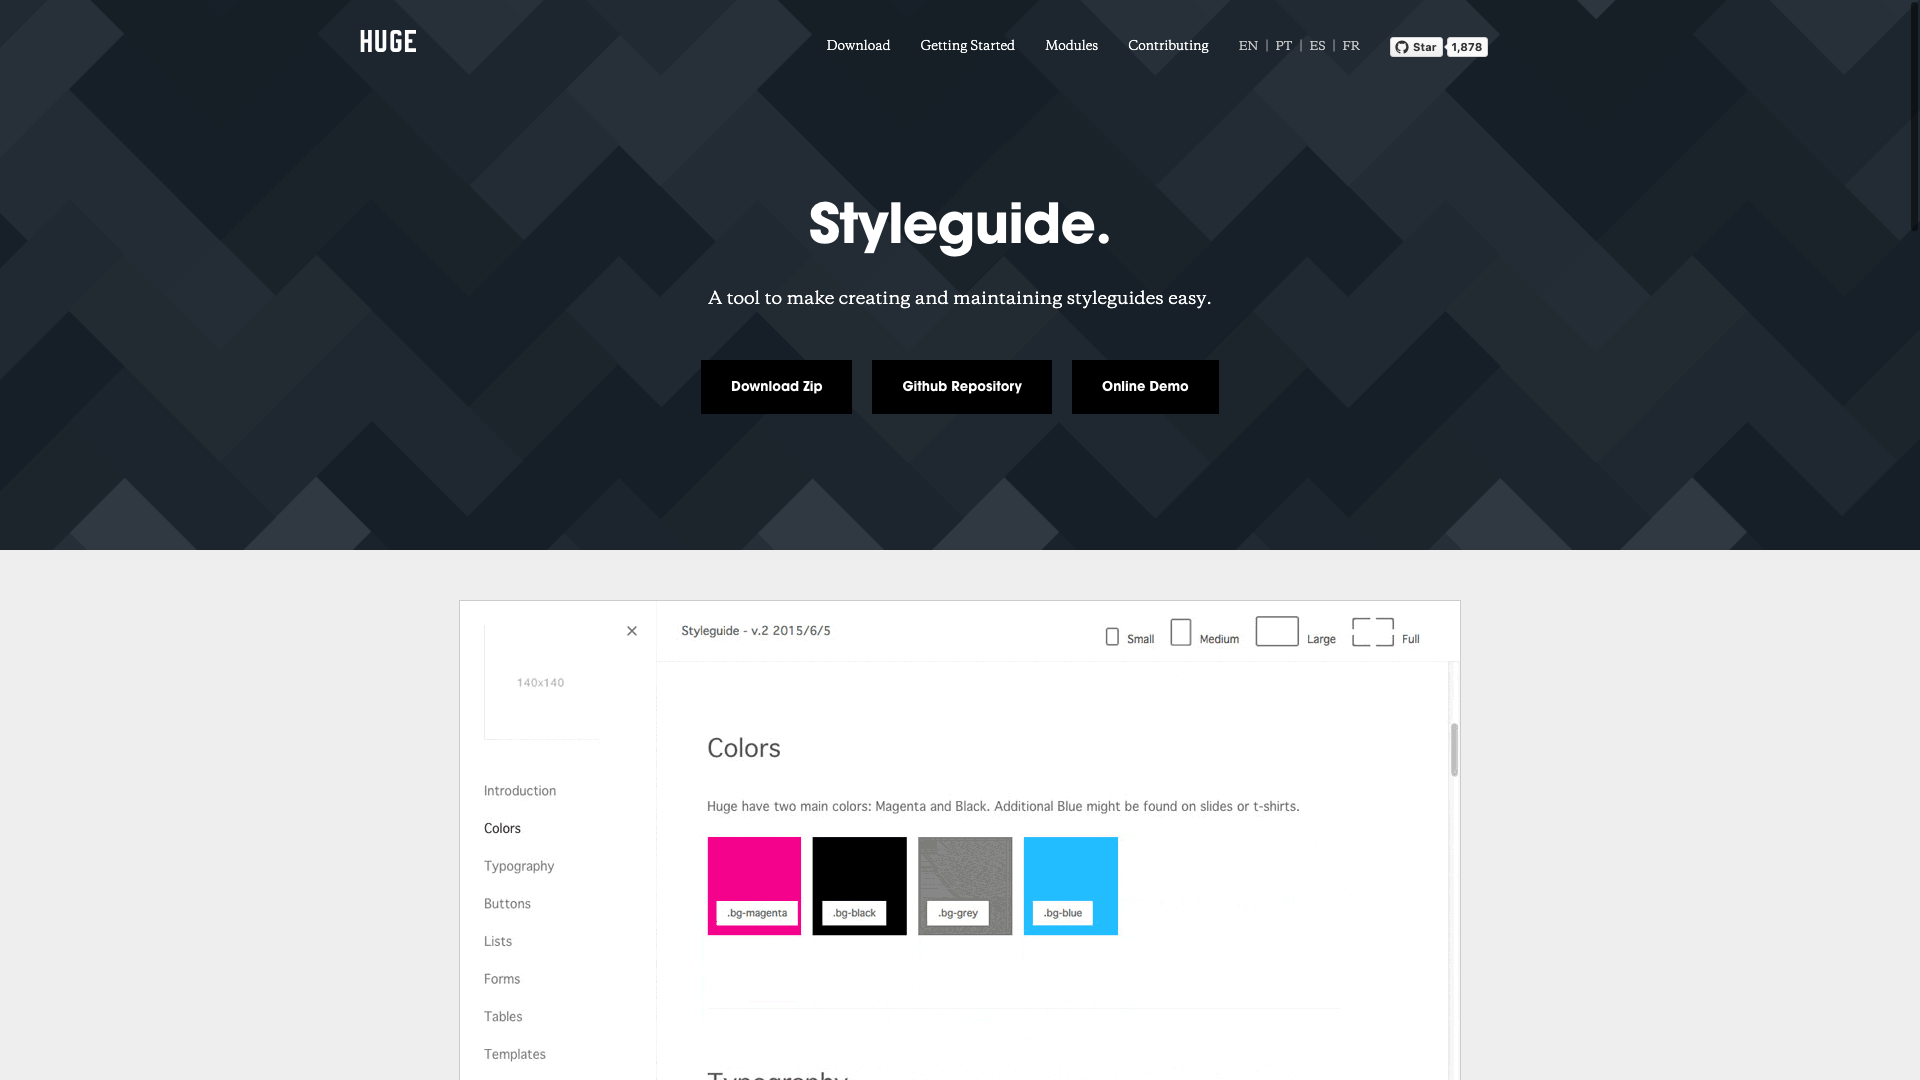 HUGE
Download
Getting Started
Modules
Contributing
EN | PT | ES | FR
Star
1,878
Styleguide.
A tool to make creating and maintaining styleguides easy.
Download Zip
Github Repository
Online Demo
140x140
Introduction
Colors
Typography
Buttons
Lists
Forms
Tables
Templates
Styleguide - v.2 2015/6/5
Small
Medium
Large
Full
Colors
Huge have two main colors: Magenta and Black. Additional Blue might be found on slides or t-shirts.
.bg-magenta
.bg-black
.bg-grey
.bg-blue
Typography